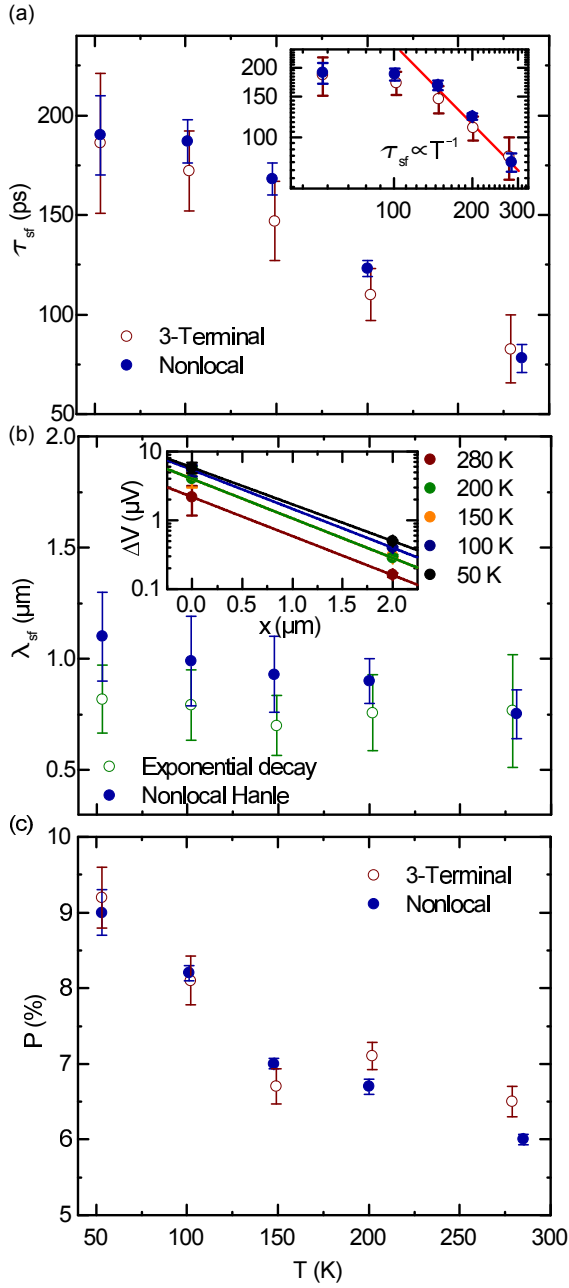 (a)
200
150
100
50
τsf (ps)
200
150
100
100
200
300
τsf∝T⁻¹
3-Terminal
Nonlocal
(b)
2.0
1.5
1.0
0.5
λsf (μm)
10
1
0.1
ΔV (μV)
0.0 0.5 1.0 1.5 2.0
x (μm)
280 K
200 K
150 K
100 K
50 K
Exponential decay
Nonlocal Hanle
(c)
10
9
8
7
6
5
P (%)
3-Terminal
Nonlocal
50 100 150 200 250 300
T (K)